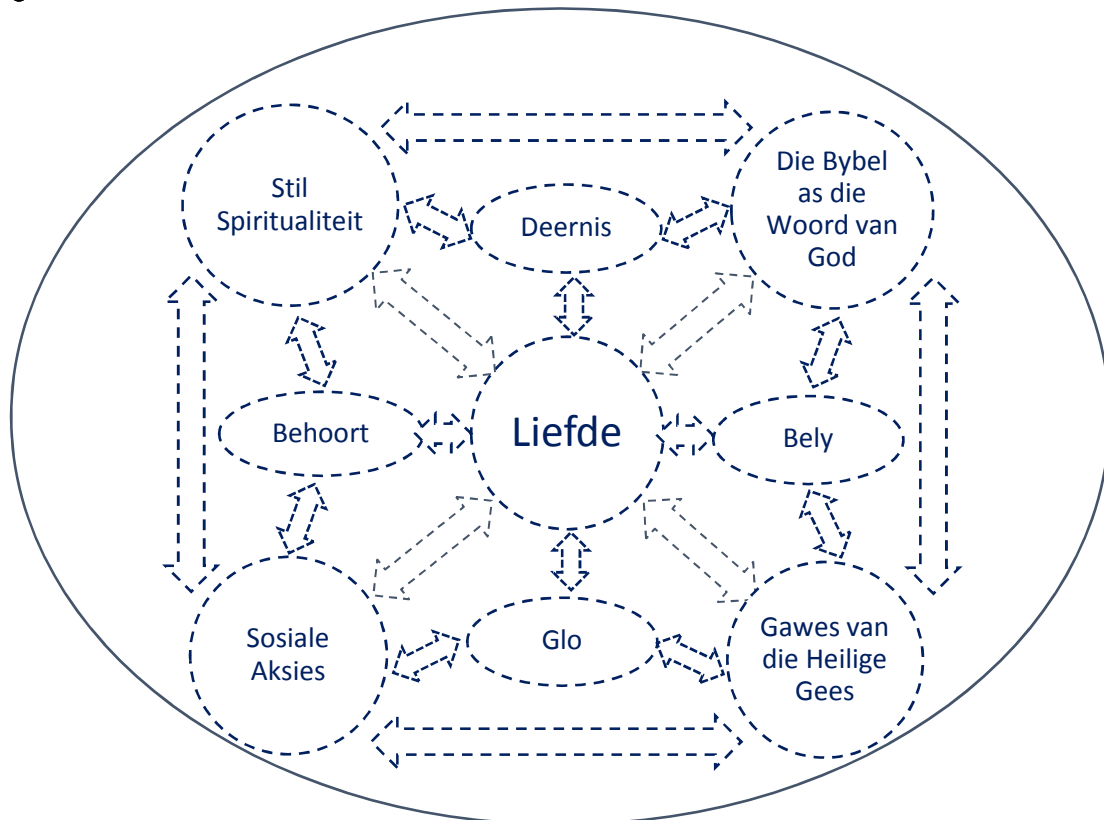 Stil
Spiritualiteit
Deernis
Die Bybel
as die
Woord van
God
Behoort
Liefde
Bely
Sosiale
Aksies
Glo
Gawes van
die Heilige
Gees